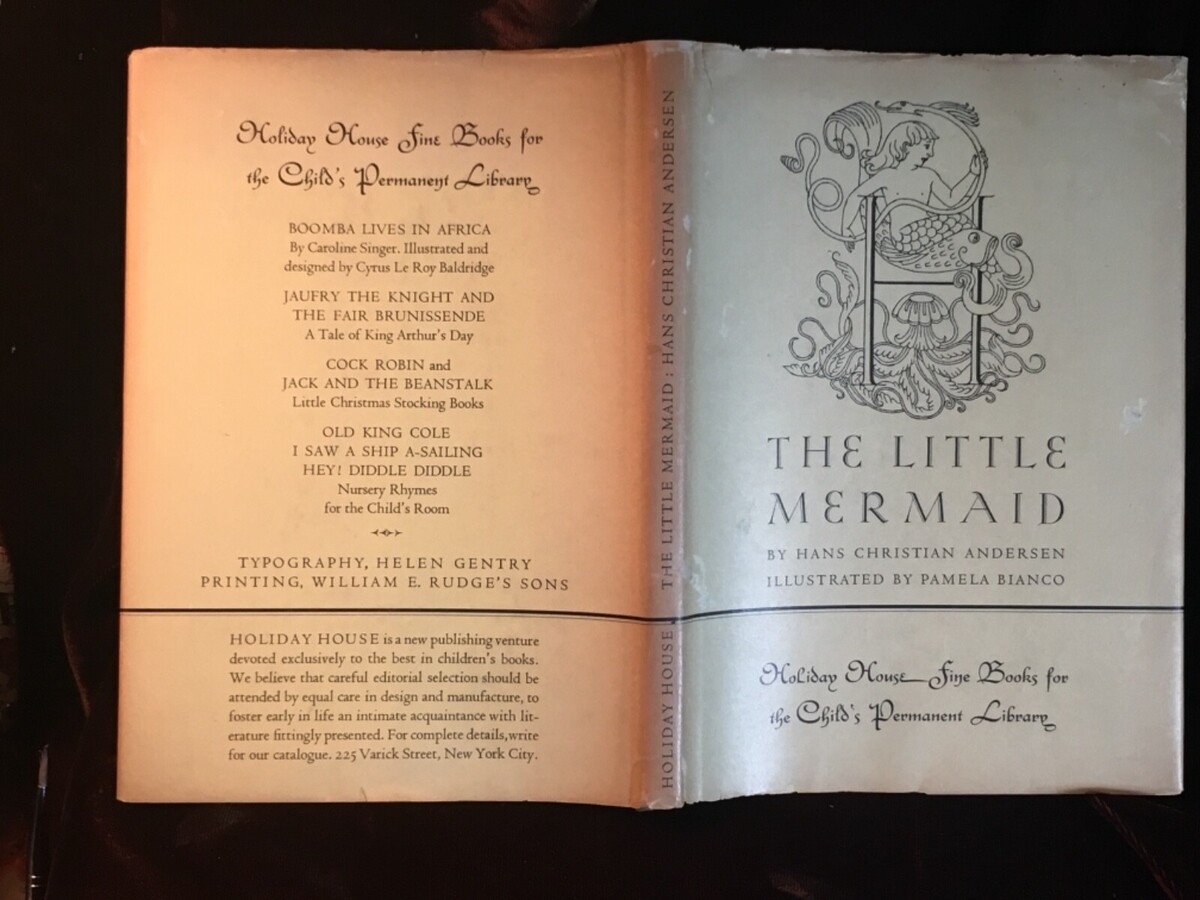 Holiday House Fine Books for
the Child's Permanent Library
BOOMBA LIVES IN AFRICA
By Caroline Singer. Illustrated and
designed by Cyrus Le Roy Baldridge
JAUFRY THE KNIGHT AND
THE FAIR BRUNISSENDE
A Tale of King Arthur's Day
COCK ROBIN and
JACK AND THE BEANSTALK
Little Christmas Stocking Books
OLD KING COLE
I SAW A SHIP A-SAILING
HEY! DIDDLE DIDDLE
Nursery Rhymes
for the Child's Room
TYPOGRAPHY, HELEN GENTRY
PRINTING, WILLIAM E. RUDGE'S SONS
HOLIDAY HOUSE is a new publishing venture
devoted exclusively to the best in children's books.
We believe that careful editorial selection should be
attended by equal care in design and manufacture, to
foster early in life an intimate acquaintance with lit-
erature fittingly presented. For complete details, write
for our catalogue. 225 Varick Street, New York City.
HOLIDAY HOUSE THE LITTLE MERMAID : HANS CHRISTIAN ANDERSEN
H
THE LITTLE
MERMAID
BY HANS CHRISTIAN ANDERSEN
ILLUSTRATED BY PAMELA BIANCO
Holiday House Fine Books for
the Child's Permanent Library